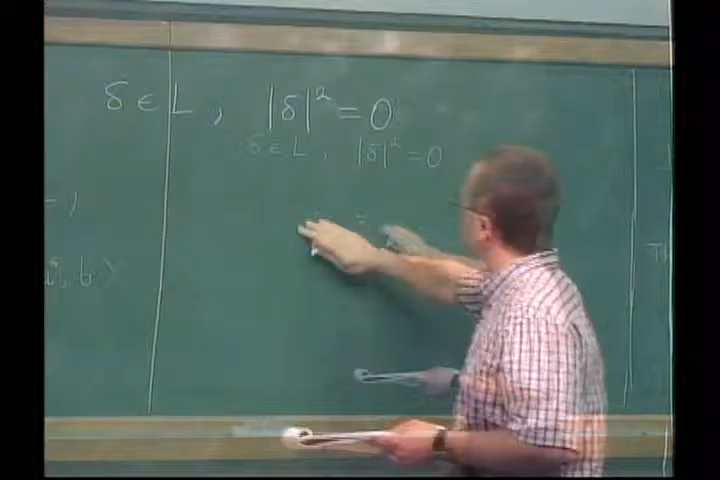 δ ∈ L , |δ|² = 0
δ ∈ L , |δ|² = 0
=
, b )